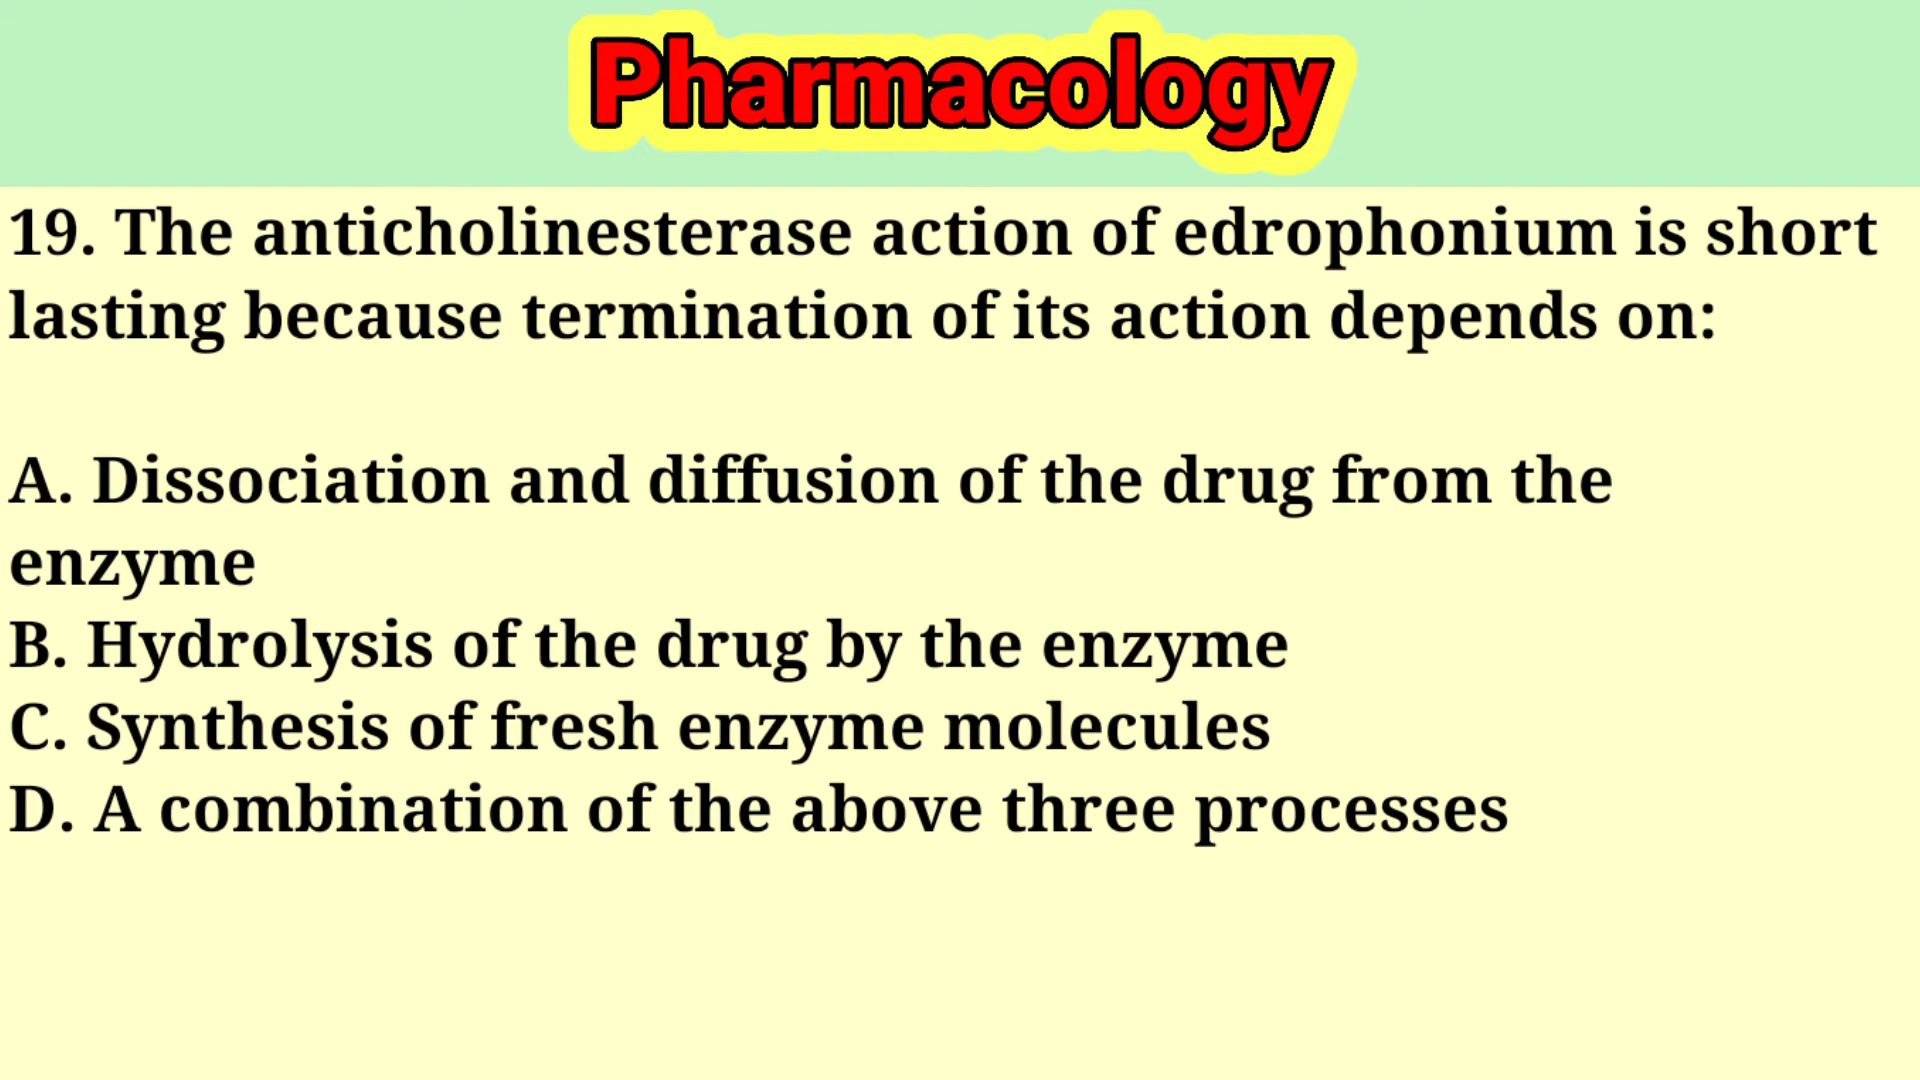 Pharmacology
19. The anticholinesterase action of edrophonium is short
lasting because termination of its action depends on:
A. Dissociation and diffusion of the drug from the
enzyme
B. Hydrolysis of the drug by the enzyme
C. Synthesis of fresh enzyme molecules
D. A combination of the above three processes